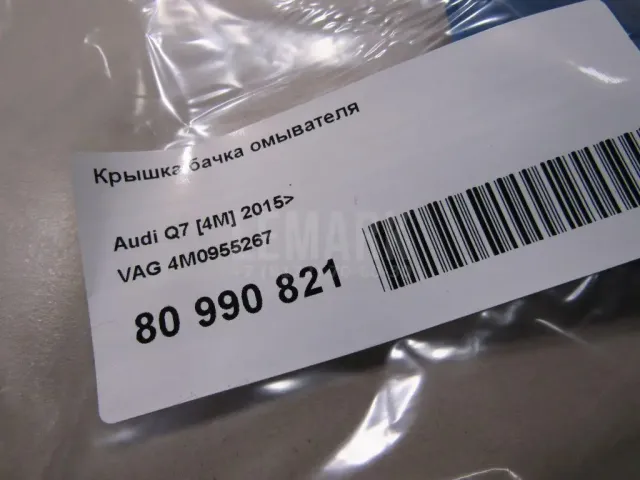 Крышка бачка омывателя
Audi Q7 [4M] 2015>
VAG 4M0955267
80 990 821